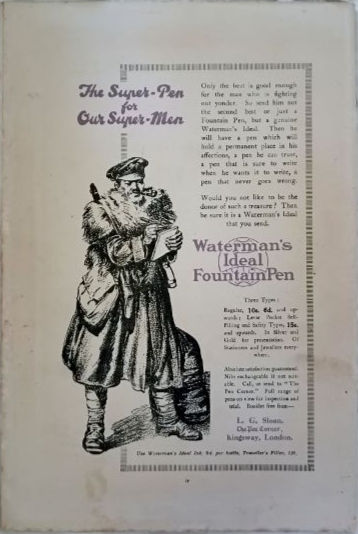 The Super-Pen
for
Our Super-Men
Only the best is good enough
for the man who is fighting
out yonder. So send him not
the second best or just a
Fountain Pen, but a genuine
Waterman's Ideal. Then he
will have a pen which will
hold a permanent place in his
affections, a pen he can trust,
a pen that is sure to write
when he wants it to write, a
pen that never goes wrong.
Would you not like to be the
donor of such a treasure? Then
be sure it is a Waterman's Ideal
that you send.
Waterman's
Ideal
FountainPen
Three Types:
Regular, 10s. 6d. and up-
wards; Lever Pocket Self-
Filling and Safety Types, 15s.
and upwards. In Silver and
Gold for presentation. Of
Stationers and Jewellers every-
where.
Absolute satisfaction guaranteed.
Nibs exchangeable if not suit-
able. Call, or send to "The
Pen Corner." Full range of
pens on view for inspection and
trial. Booklet free from—
L. G. Sloan,
The Pen Corner,
Kingsway, London.
Use Waterman's Ideal Ink, 9d. per bottle, Traveller's Filler,